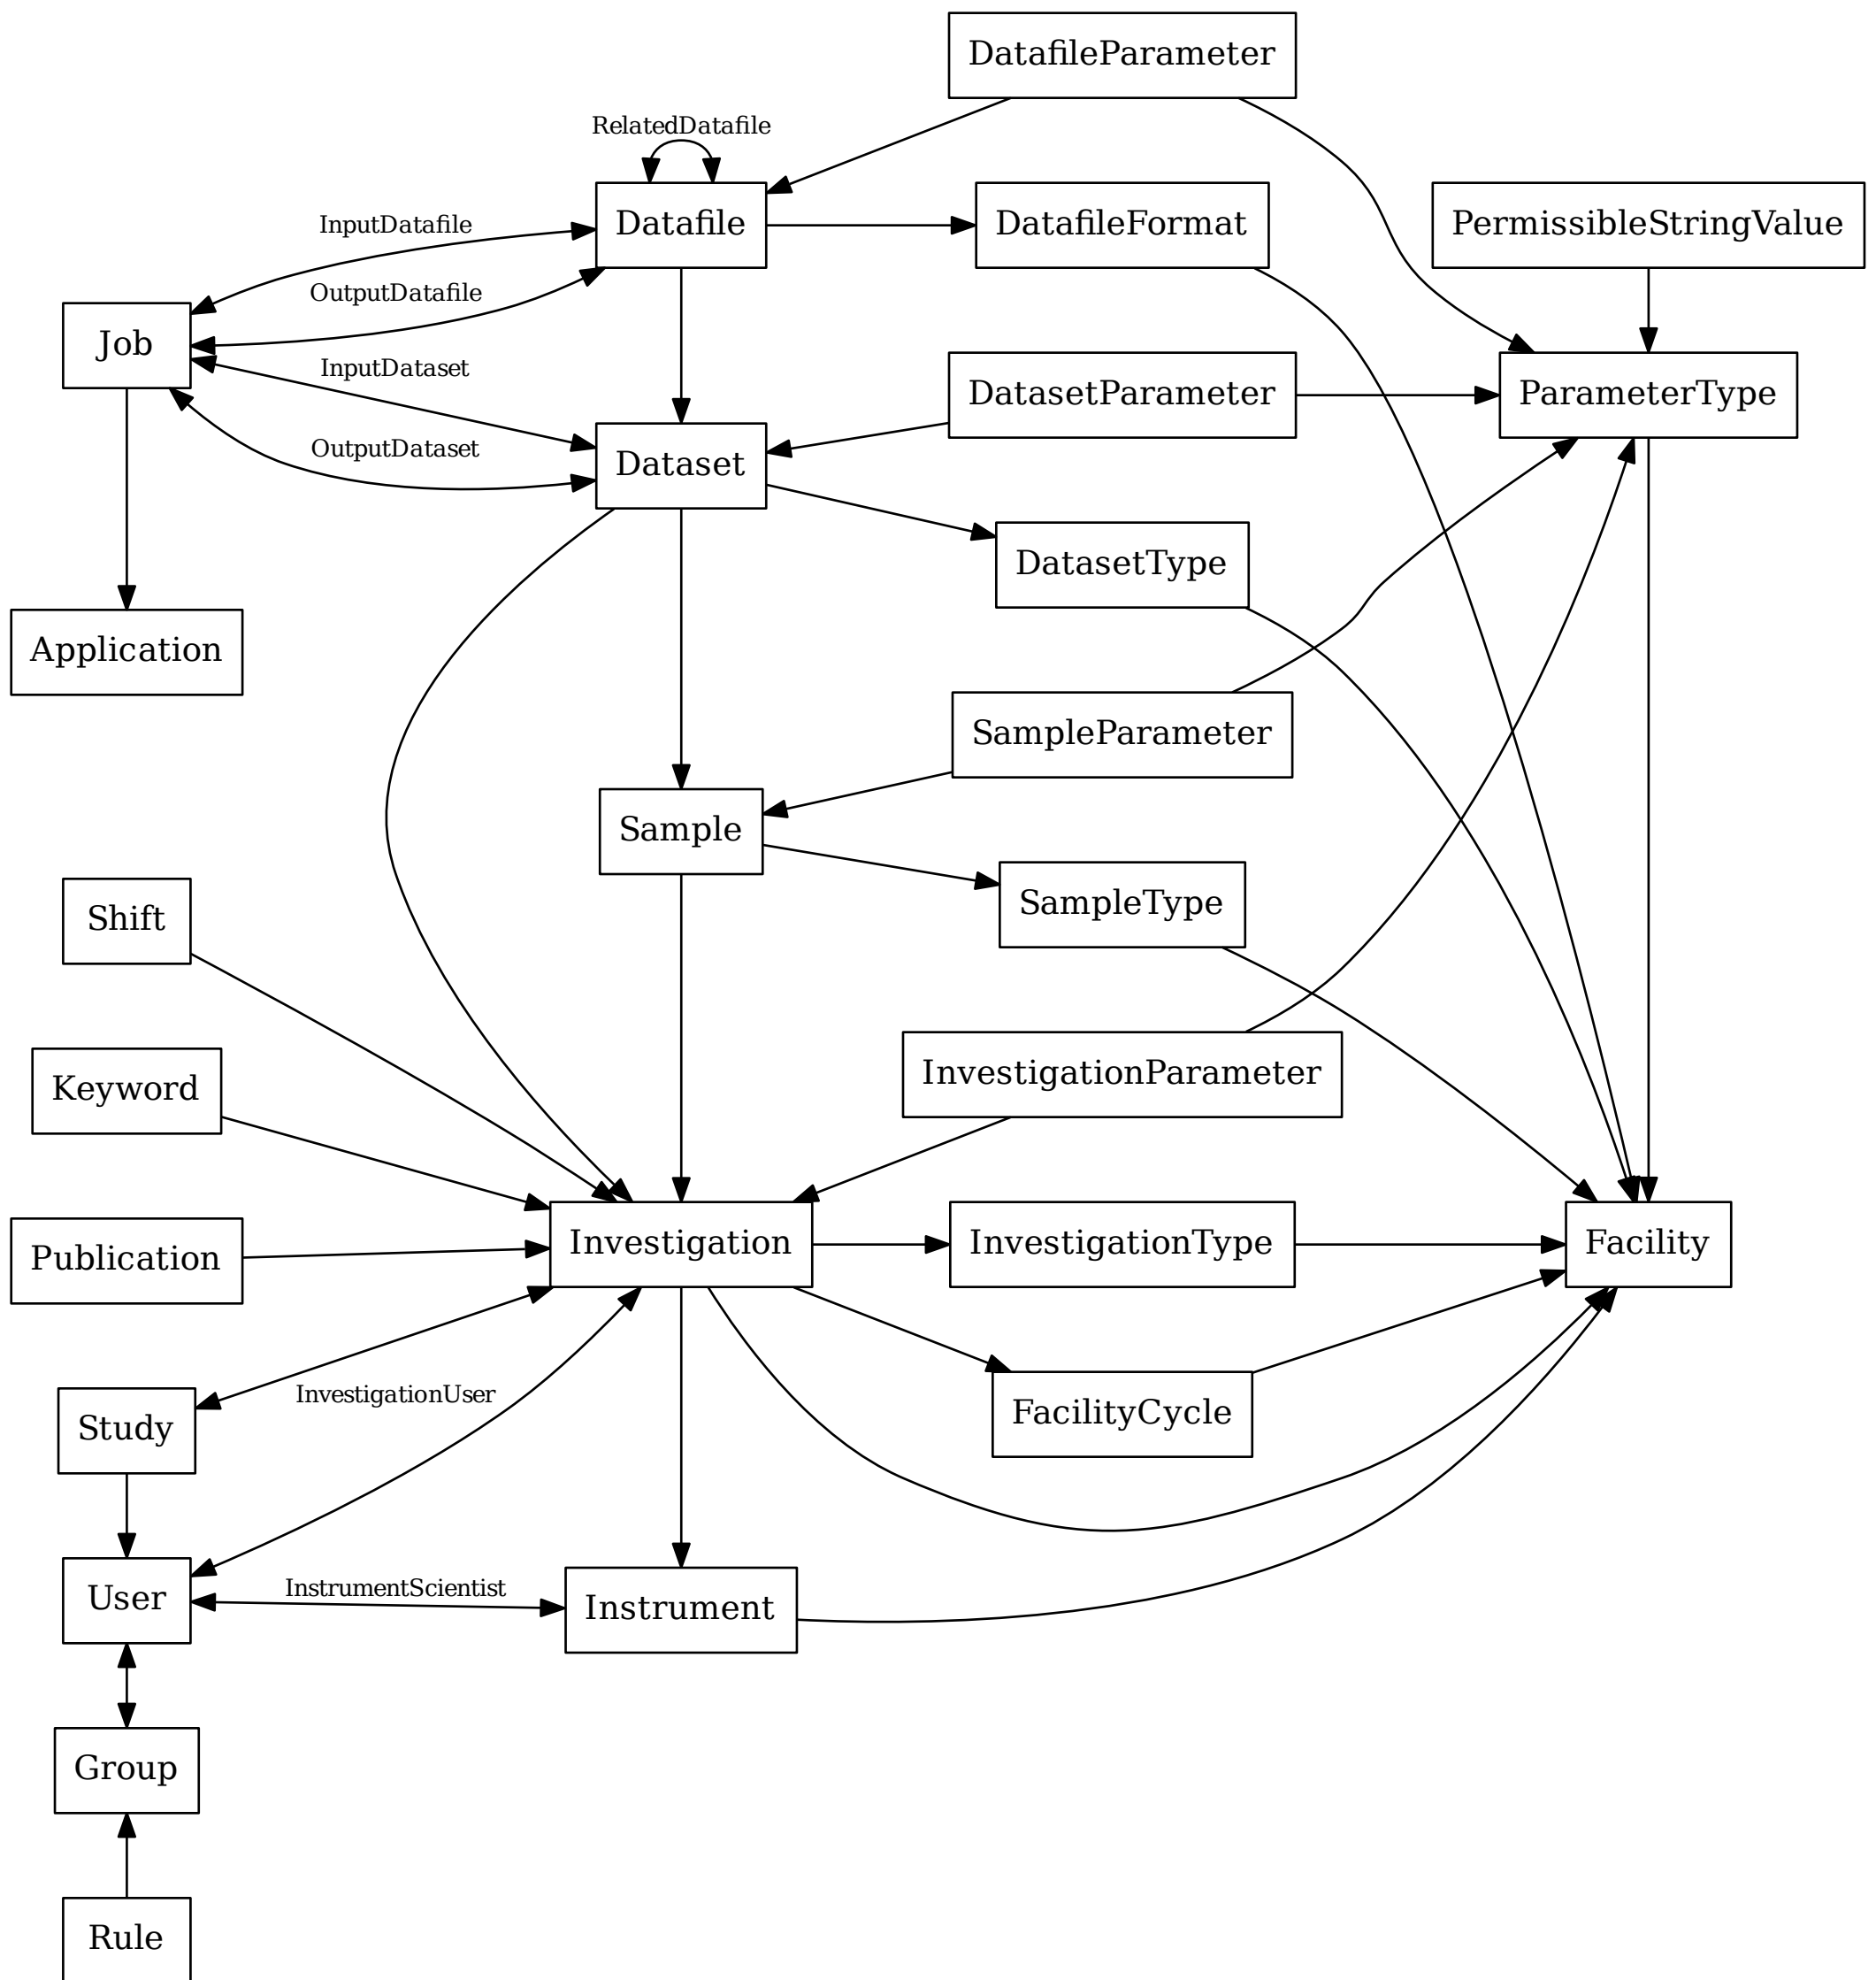 DatafileParameter
RelatedDatafile
Datafile
DatafileFormat
PermissibleStringValue
InputDatafile
OutputDatafile
Job
InputDataset
DatasetParameter
ParameterType
OutputDataset
Dataset
DatasetType
Application
SampleParameter
Sample
SampleType
Shift
Keyword
InvestigationParameter
Publication
Investigation
InvestigationType
Facility
InvestigationUser
Study
FacilityCycle
User
InstrumentScientist
Instrument
Group
Rule